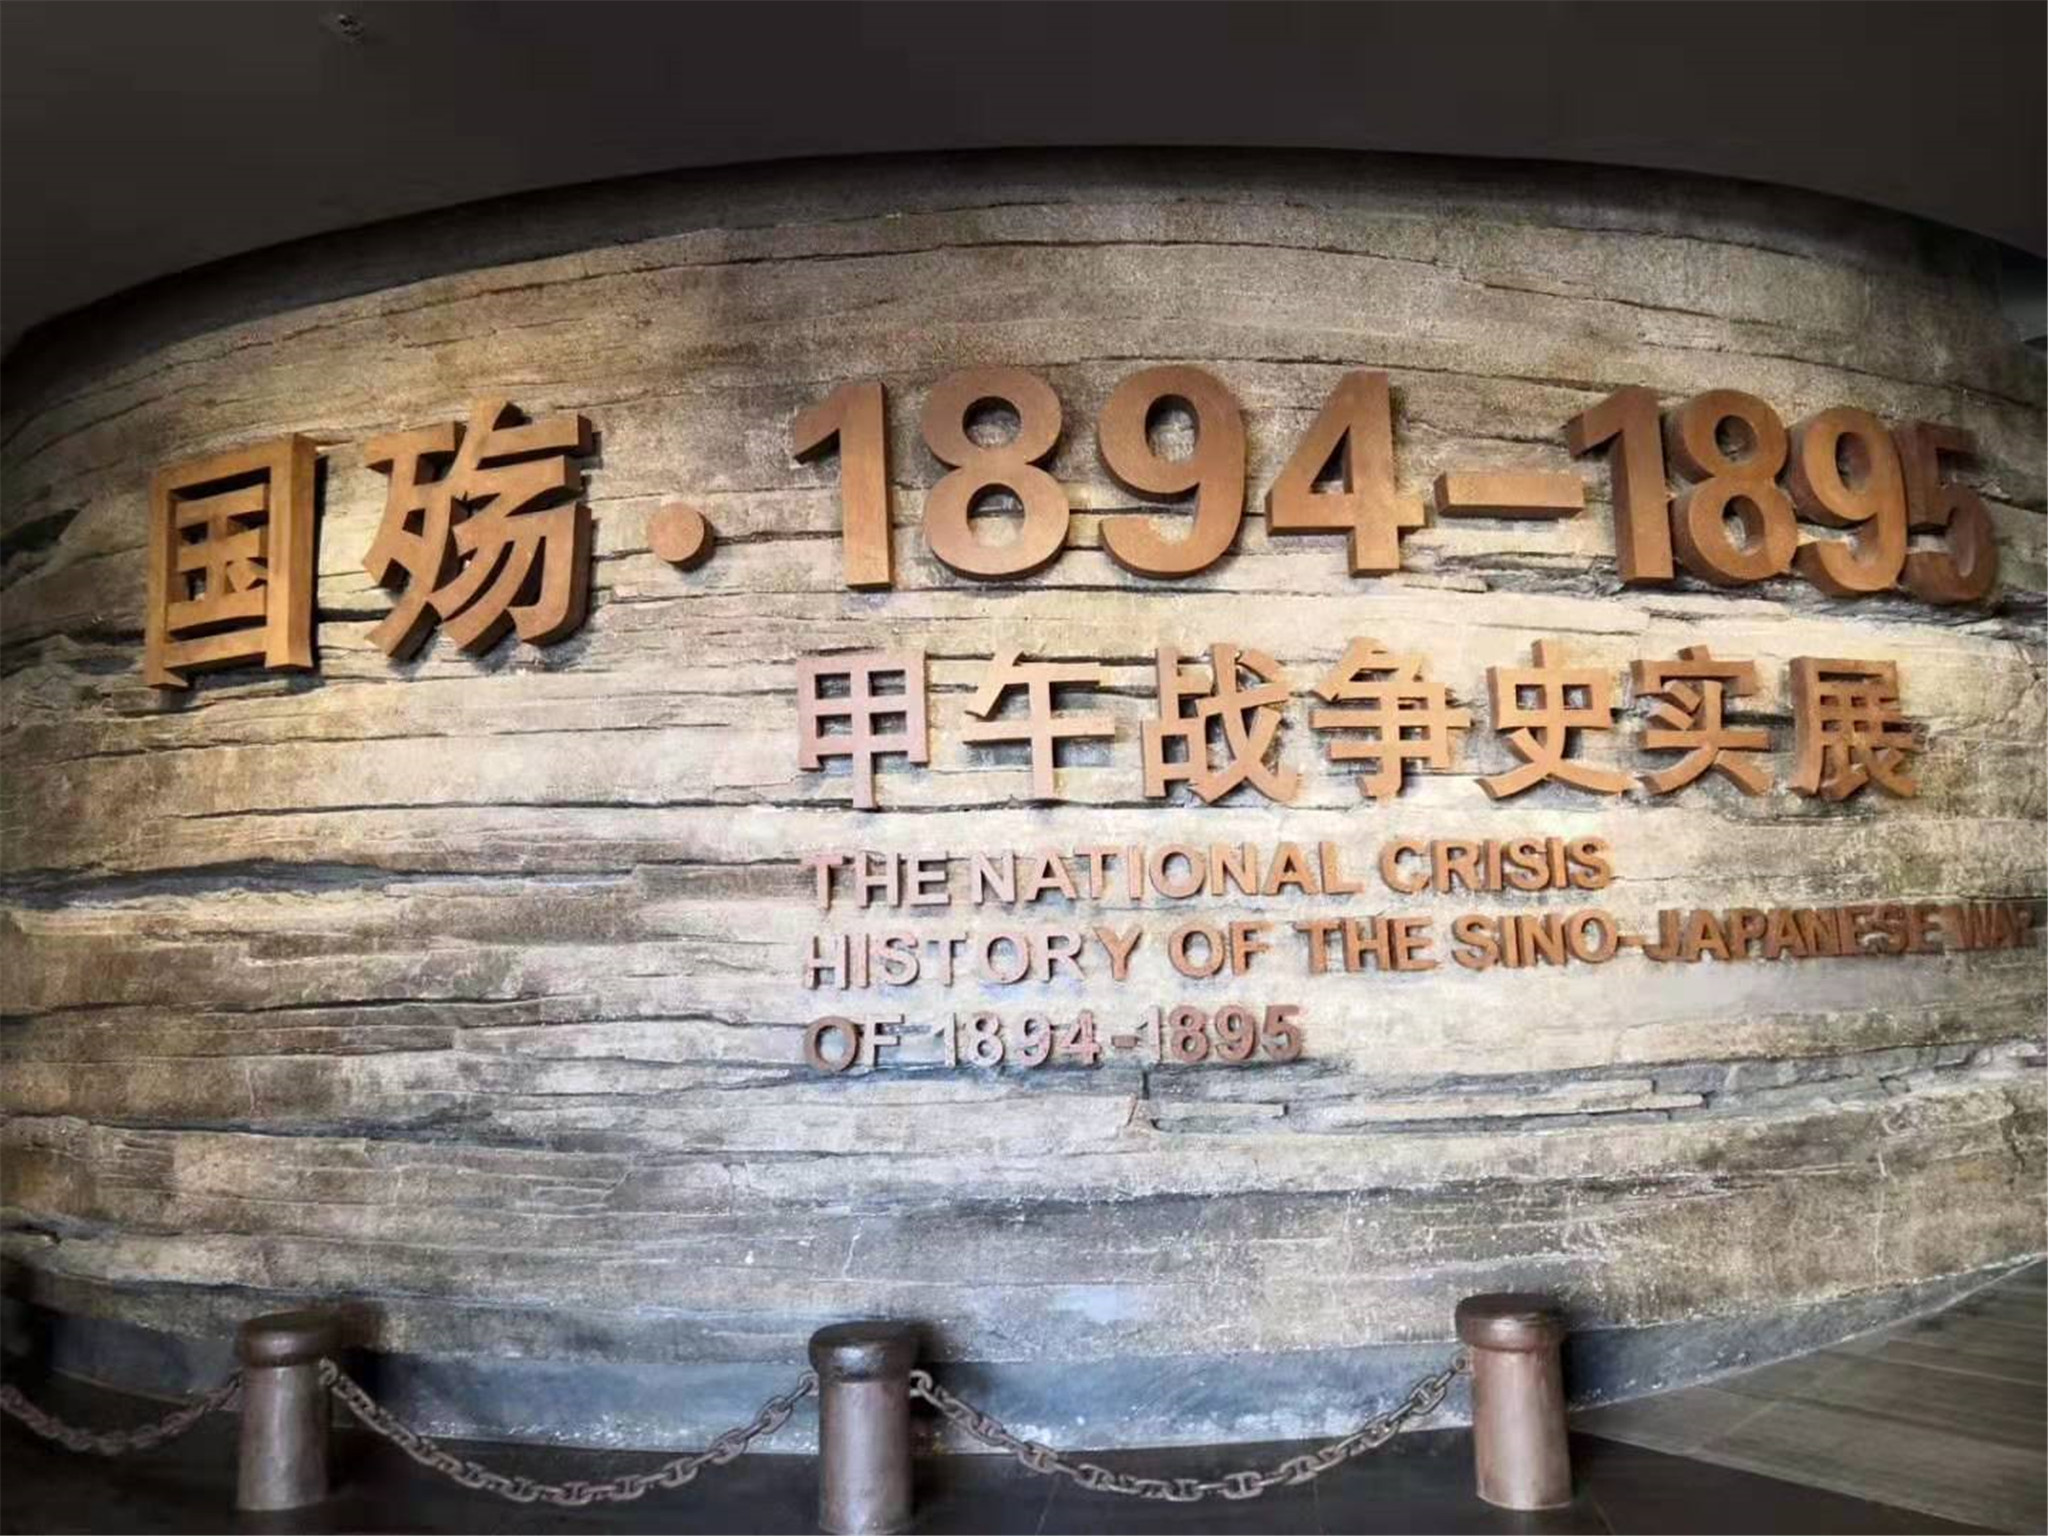 国殇·1894-1895
甲午战争史实展
THE NATIONAL CRISIS
HISTORY OF THE SINO-JAPANESE WAR
OF 1894-1895